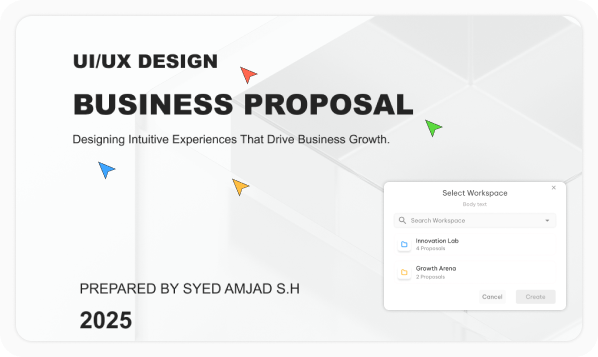 UI/UX DESIGN
BUSINESS PROPOSAL
Designing Intuitive Experiences That Drive Business Growth.
Select Workspace
Body text
Search Workspace
Innovation Lab
4 Proposals
Growth Arena
2 Proposals
Cancel
Create
PREPARED BY SYED AMJAD S.H
2025